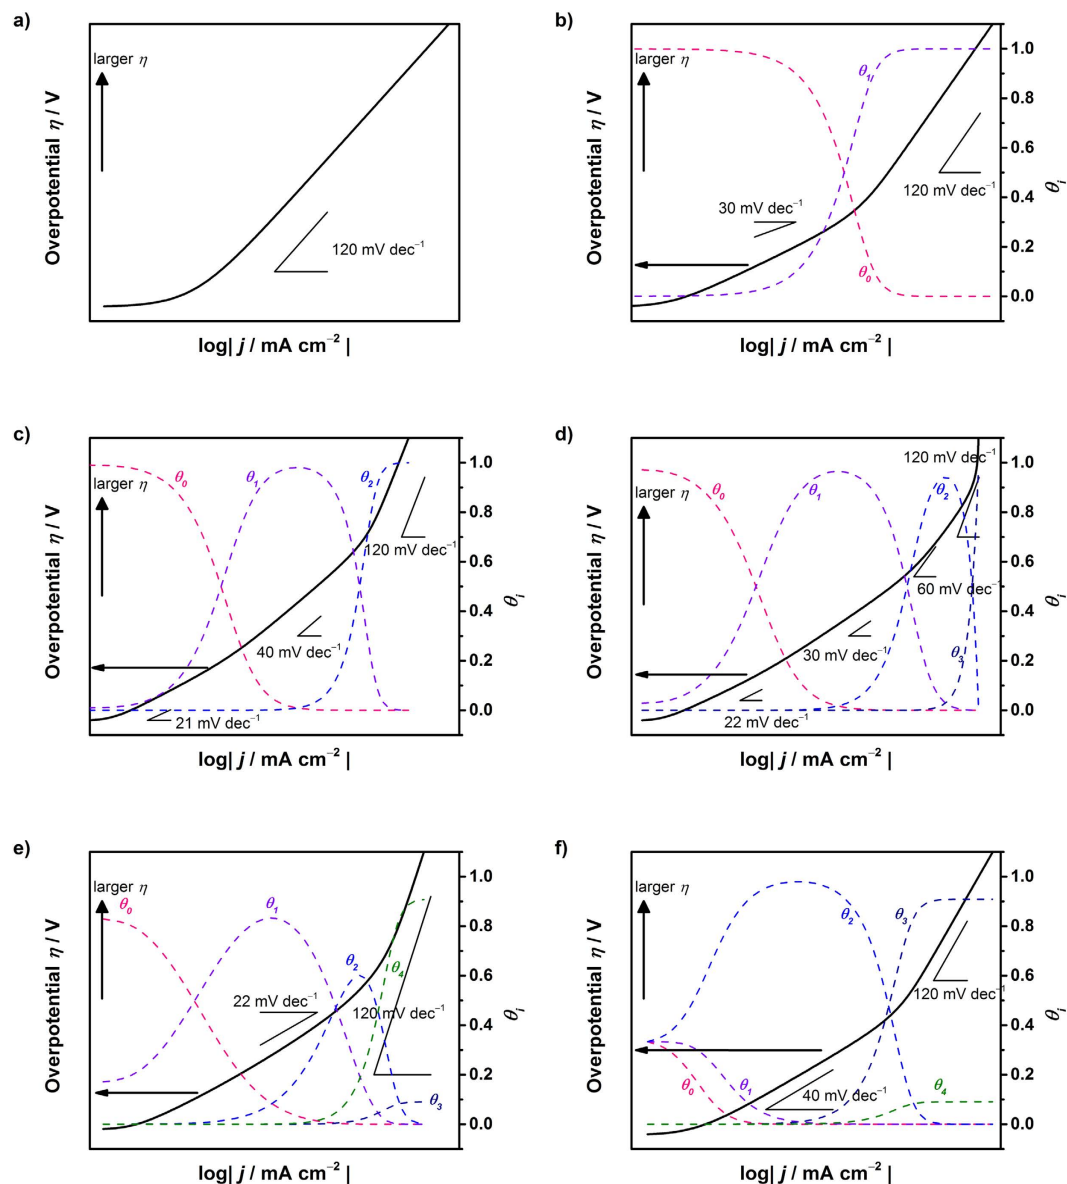 a)
larger η
Overpotential η / V
120 mV dec⁻¹
log| j / mA cm⁻² |
b)
larger η
Overpotential η / V
θ₁
1.0
0.8
120 mV dec⁻¹
30 mV dec⁻¹
0.6
0.4
θᵢ
0.2
θ₀
0.0
log| j / mA cm⁻² |
c)
larger η
Overpotential η / V
θ₀
θ₁
θ₂
1.0
0.8
120 mV dec⁻¹
0.6
0.4
θᵢ
40 mV dec⁻¹
0.2
21 mV dec⁻¹
0.0
log| j / mA cm⁻² |
d)
larger η
Overpotential η / V
120 mV dec⁻¹
θ₀
θ₁
θ₂
1.0
0.8
0.6
60 mV dec⁻¹
0.4
θᵢ
30 mV dec⁻¹
θ₃
0.2
22 mV dec⁻¹
0.0
log| j / mA cm⁻² |
e)
larger η
Overpotential η / V
θ₀
θ₁
θ₂
θ₄
1.0
0.8
22 mV dec⁻¹
120 mV dec⁻¹
0.6
0.4
θᵢ
0.2
θ₃
0.0
log| j / mA cm⁻² |
f)
larger η
Overpotential η / V
θ₂
θ₃
1.0
0.8
120 mV dec⁻¹
0.6
0.4
θᵢ
θ₀
θ₁
40 mV dec⁻¹
θ₄
0.2
0.0
log| j / mA cm⁻² |